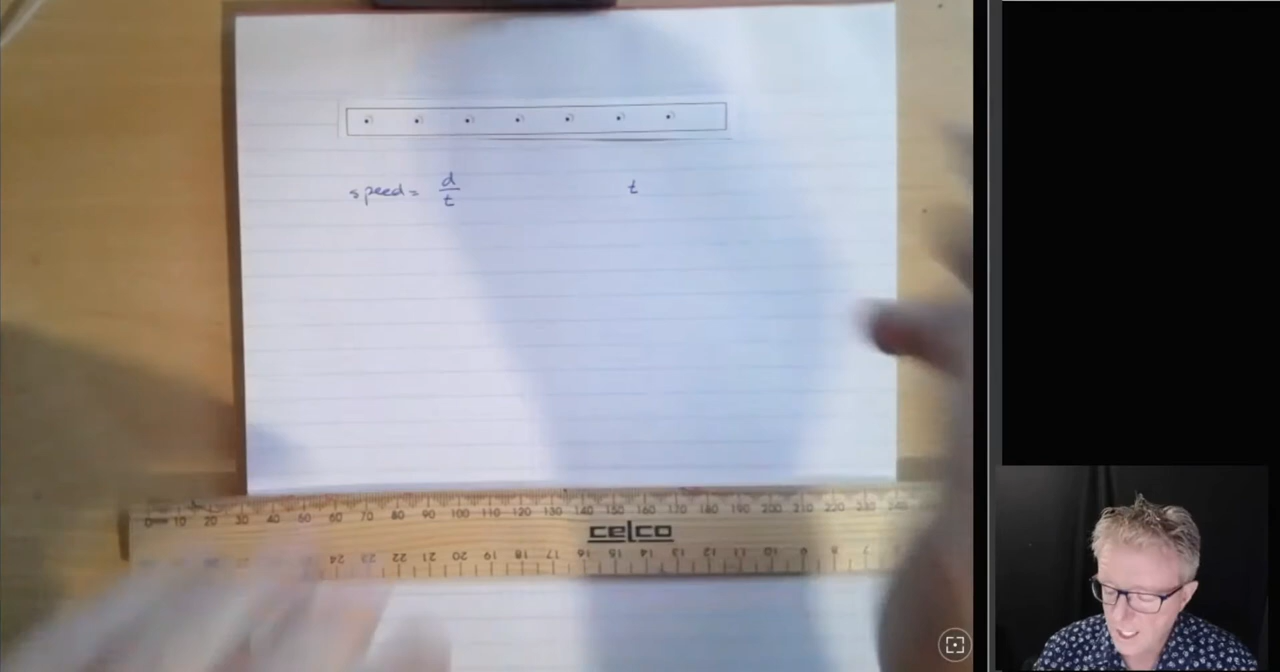 speed = d/t
t
0mm 10 20 30 40 50 60 70 80 90 100 110 120 130 140 150 160 170 180 190 200 210 220 230 240
celco
24 23 22 21 20 19 18 17 16 15 14 13 12 11 10 9 8 7